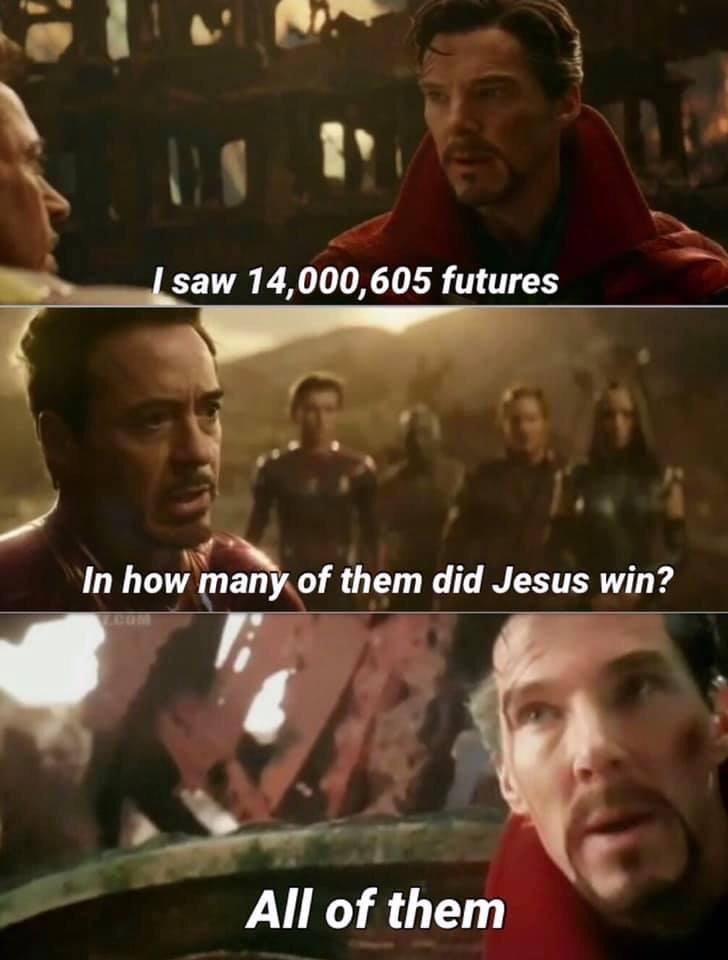 I saw 14,000,605 futures
In how many of them did Jesus win?
All of them